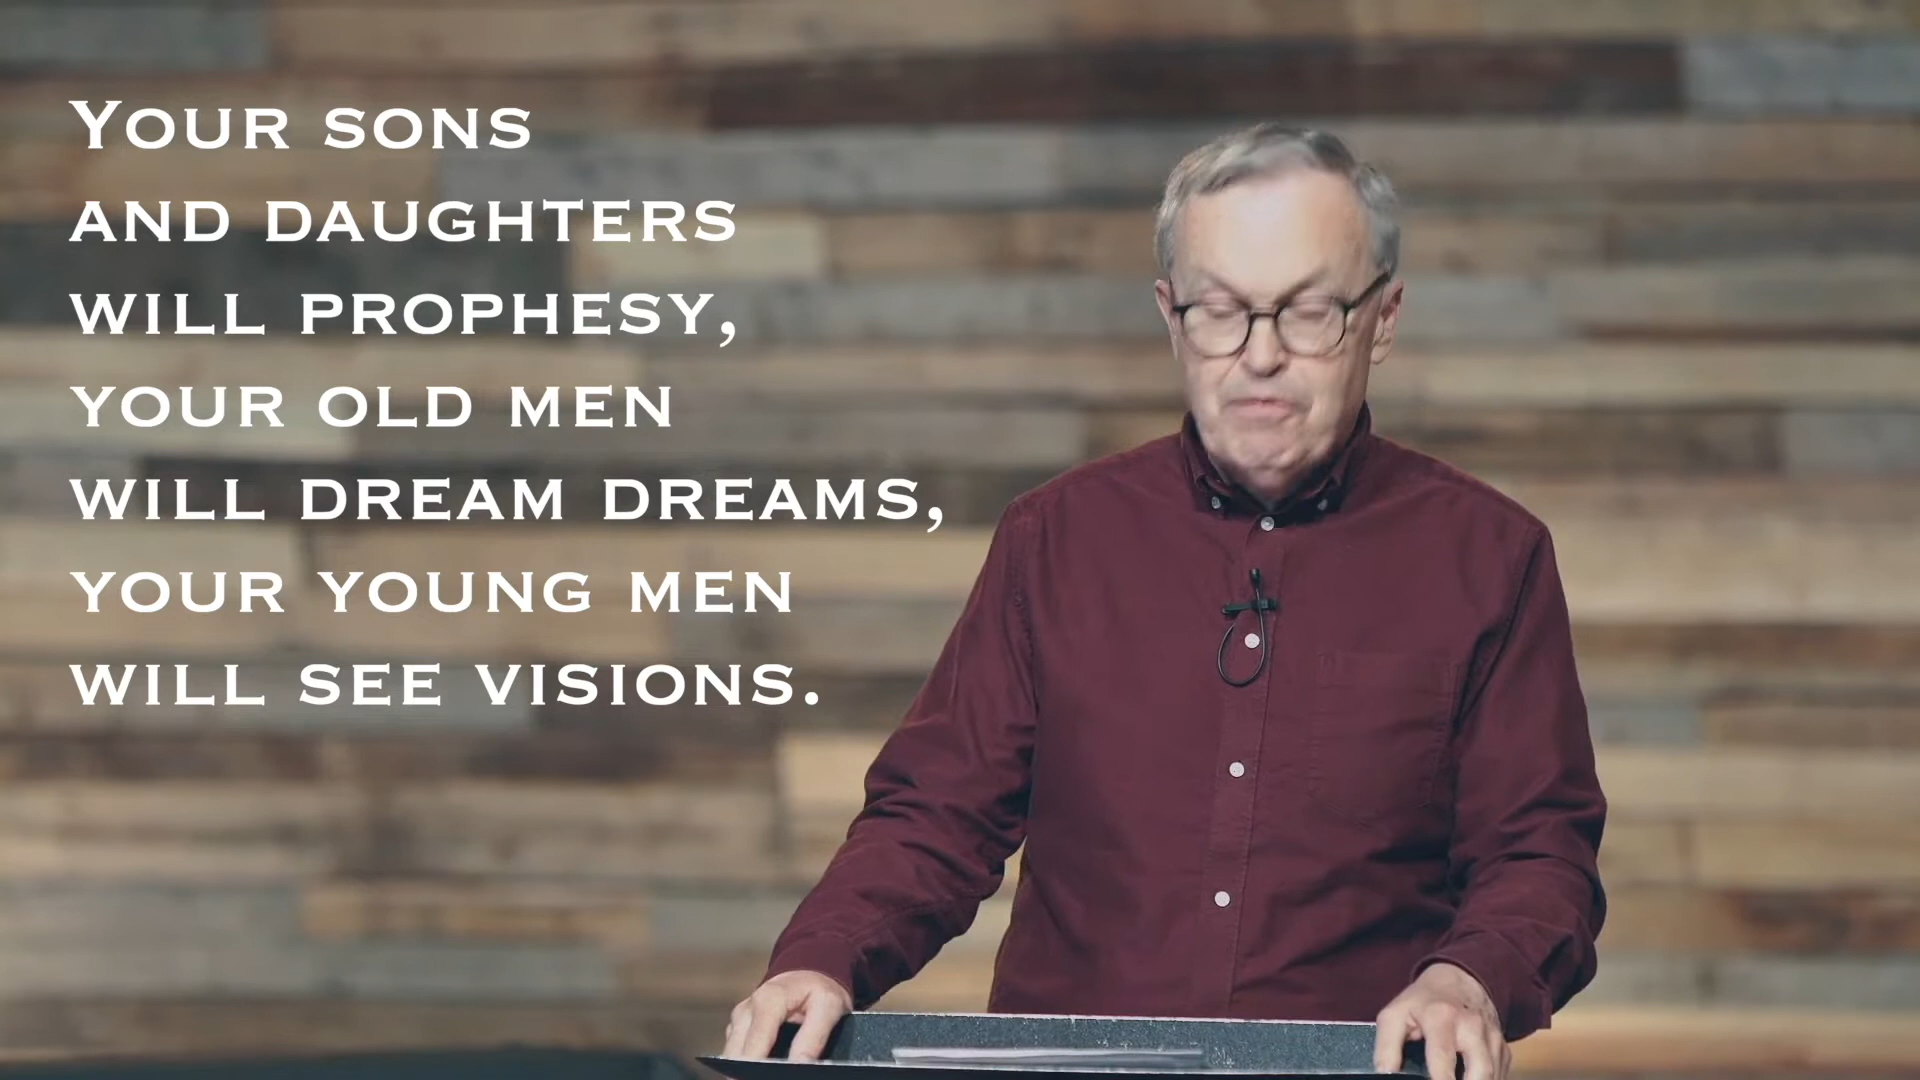 Your sons
and daughters
will prophesy,
your old men
will dream dreams,
your young men
will see visions.